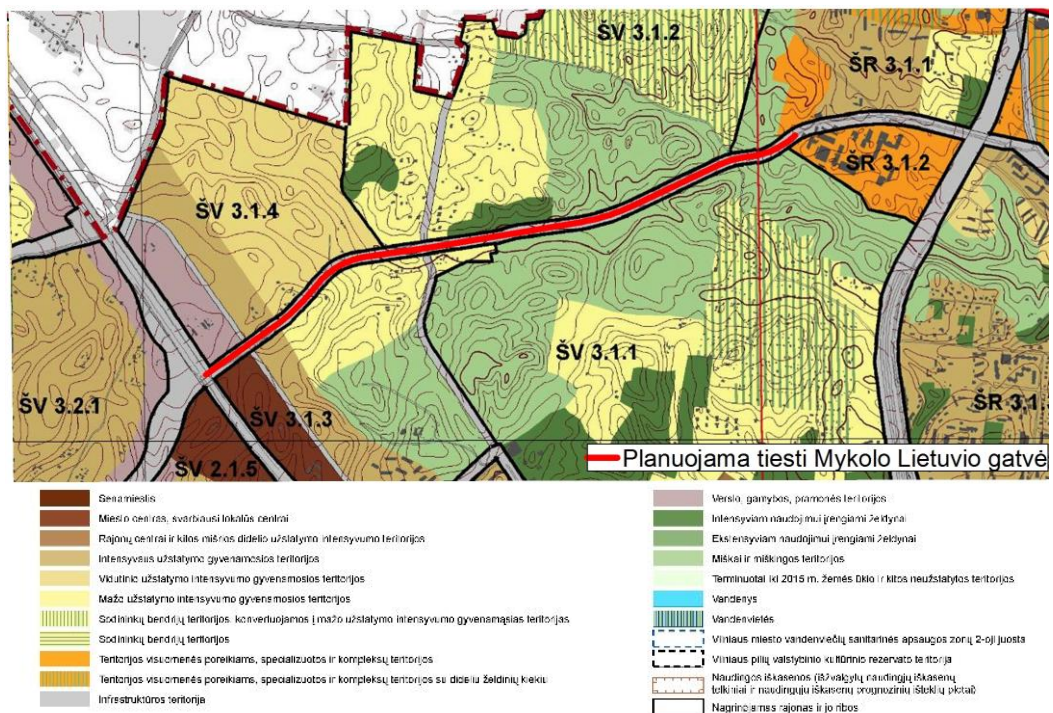 ŠV 3.1.2
ŠR 3.1.1
ŠR 3.1.2
ŠV 3.1.4
ŠV 3.1.1
ŠV 3.2.1
ŠV 3.1.3
ŠR 3.1.
ŠV 2.1.5
Planuojama tiesti Mykolo Lietuvio gatvė
Senamiestis
Miesto centras, svarbiausi lokalūs centrai
Rajonų centrai ir kitos mišrios didelio užstatymo intensyvumo teritorijos
Intensyvaus užstatymo gyvenamosios teritorijos
Vidutinio užstatymo intensyvumo gyvenamosios teritorijos
Mažo užstatymo intensyvumo gyvenamosios teritorijos
Sodininkų bendrijų teritorijos, konvertuojamos į mažo užstatymo intensyvumo gyvenamąsias teritorijas
Sodininkų bendrijų teritorijos
Teritorijos visuomenės poreikiams, specializuotos ir kompleksų teritorijos
Teritorijos visuomenės poreikiams, specializuotos ir kompleksų teritorijos su dideliu želdinių kiekiu
Infrastruktūros teritorija
Verslo, gamybos, pramonės teritorijos
Intensyviam naudojimui įrengiami želdynai
Ekstensyviam naudojimui įrengiami želdynai
Miškai ir miškingos teritorijos
Terminuotai iki 2015 m. žemės ūkio ir kitos neužstatytos teritorijos
Vandenys
Vandenvietės
Vilniaus miesto vandenviečių sanitarinės apsaugos zonų 2-oji juosta
Vilniaus pilių valstybinio kultūrinio rezervato teritorija
Naudingos iškasenos (išžvalgytų naudingųjų iškasenų
telkiniai ir naudingųjų iškasenų prognozinių išteklių plotai)
Nagrinėjamas rajonas ir jo ribos